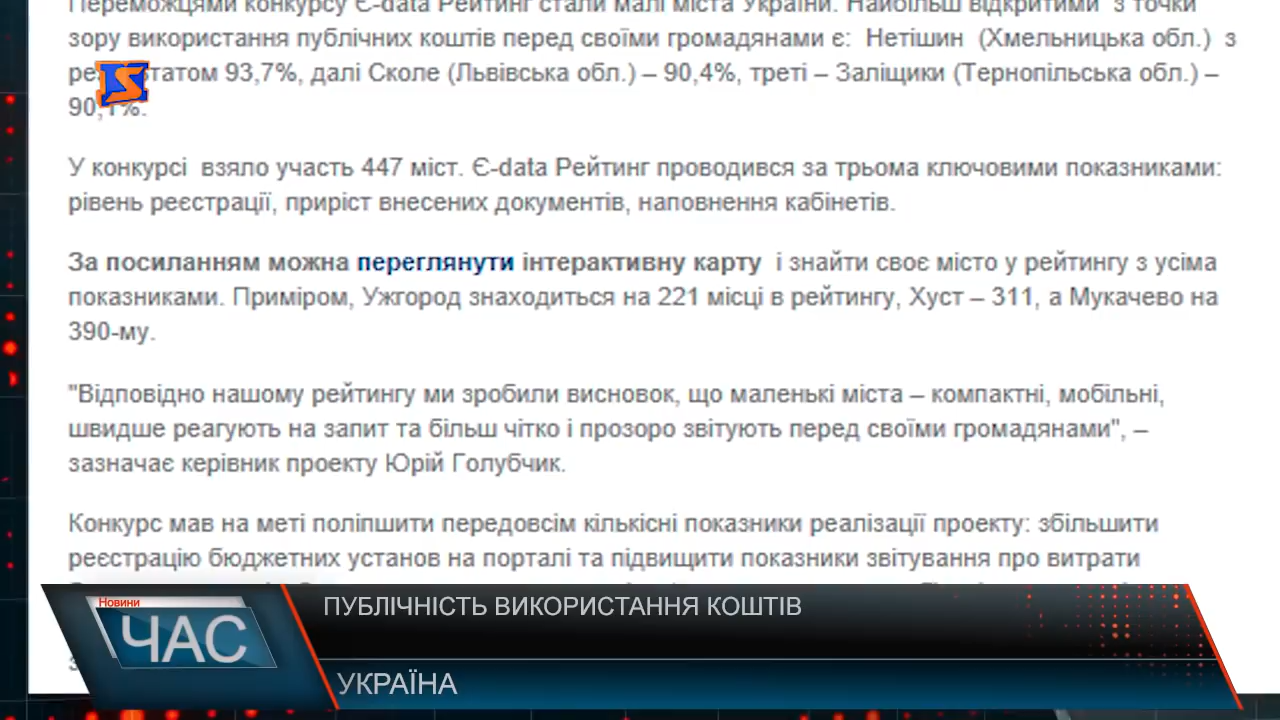 Переможцями конкурсу Є-data Рейтинг стали малі міста України. Найбільш відкритими з точки
зору використання публічних коштів перед своїми громадянами є: Нетішин (Хмельницька обл.) з
результатом 93,7%, далі Сколе (Львівська обл.) – 90,4%, треті – Заліщики (Тернопільська обл.) –
90,1%.
У конкурсі взяло участь 447 міст. Є-data Рейтинг проводився за трьома ключовими показниками:
рівень реєстрації, приріст внесених документів, наповнення кабінетів.
За посиланням можна переглянути інтерактивну карту і знайти своє місто у рейтингу з усіма
показниками. Приміром, Ужгород знаходиться на 221 місці в рейтингу, Хуст – 311, а Мукачево на
390-му.
"Відповідно нашому рейтингу ми зробили висновок, що маленькі міста – компактні, мобільні,
швидше реагують на запит та більш чітко і прозоро звітують перед своїми громадянами", –
зазначає керівник проекту Юрій Голубчик.
Конкурс мав на меті поліпшити передовсім кількісні показники реалізації проекту: збільшити
реєстрацію бюджетних установ на порталі та підвищити показники звітування про витрати
Новини
ЧАС
ПУБЛІЧНІСТЬ ВИКОРИСТАННЯ КОШТІВ
УКРАЇНА